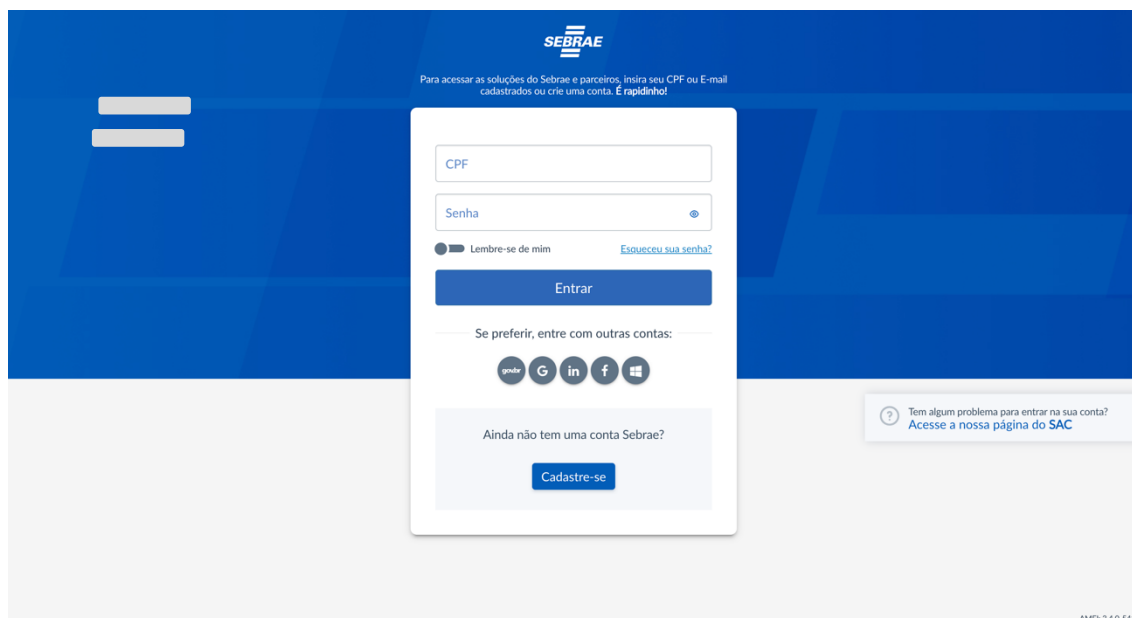 SEBRAE
Para acessar as soluções do Sebrae e parceiros, insira seu CPF ou E-mail
cadastrados ou crie uma conta. É rapidinho!
CPF
Senha
Lembre-se de mim
Esqueceu sua senha?
Entrar
Se preferir, entre com outras contas:
gov.br
G
in
f
Ainda não tem uma conta Sebrae?
Cadastre-se
?
Tem algum problema para entrar na sua conta?
Acesse a nossa página do SAC